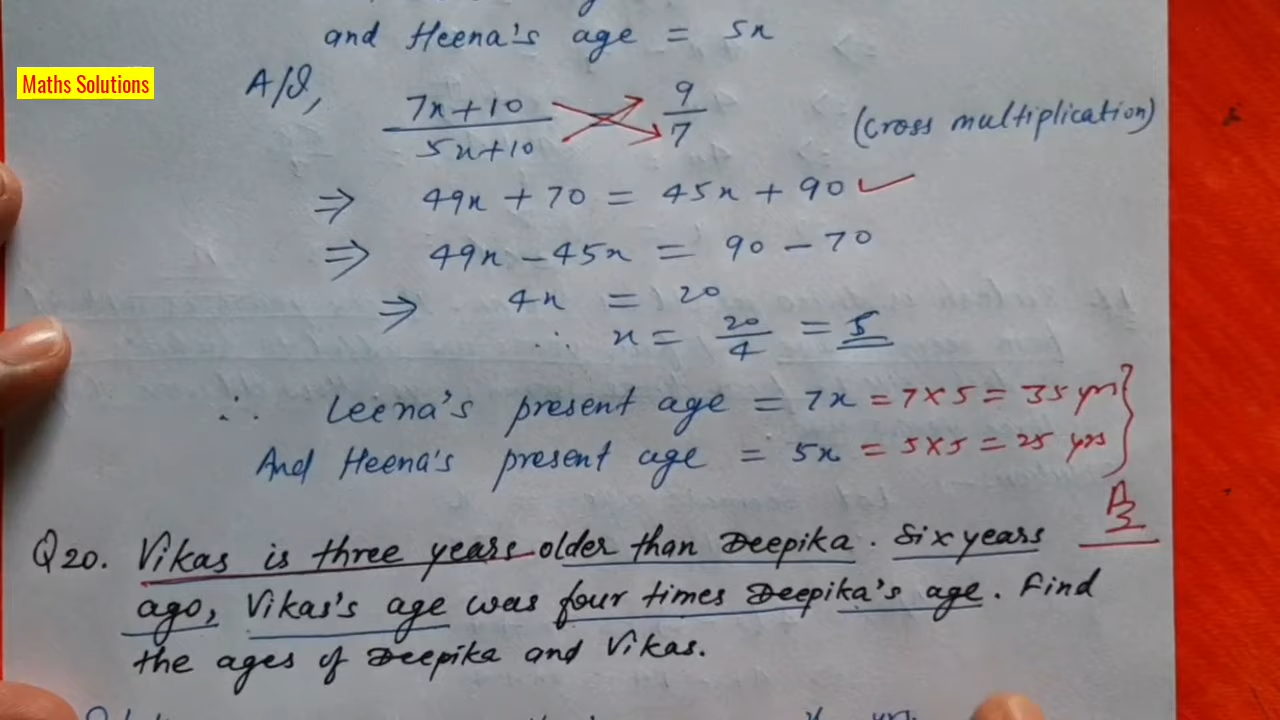 and Heena's age = 5x
Maths Solutions
A/Q,
7x+10 / 5x+10 9/7 (cross multiplication)
⇒ 49x + 70 = 45x + 90 ✓
⇒ 49x - 45x = 90 - 70
⇒ 4x = 20
∴ x = 20/4 = 5
∴ Leena's present age = 7x = 7×5 = 35 yrs
And Heena's present age = 5x = 5×5 = 25 yrs
Q20. Vikas is three years older than Deepika. Six years
ago, Vikas's age was four times Deepika's age. Find
the ages of Deepika and Vikas.